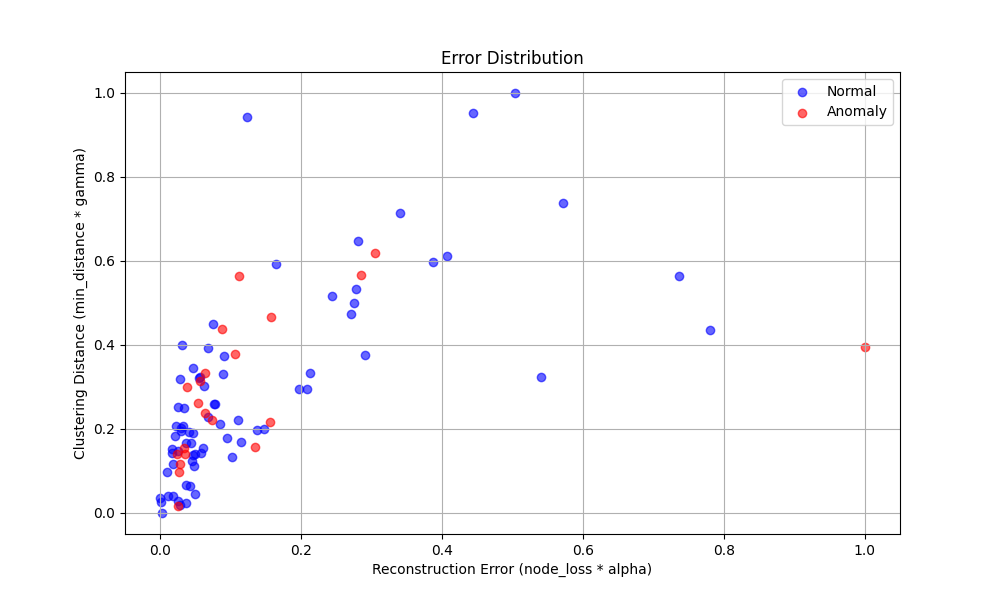 Error Distribution
Normal
Anomaly
Clustering Distance (min_distance * gamma)
1.0
0.8
0.6
0.4
0.2
0.0
0.0 0.2 0.4 0.6 0.8 1.0
Reconstruction Error (node_loss * alpha)